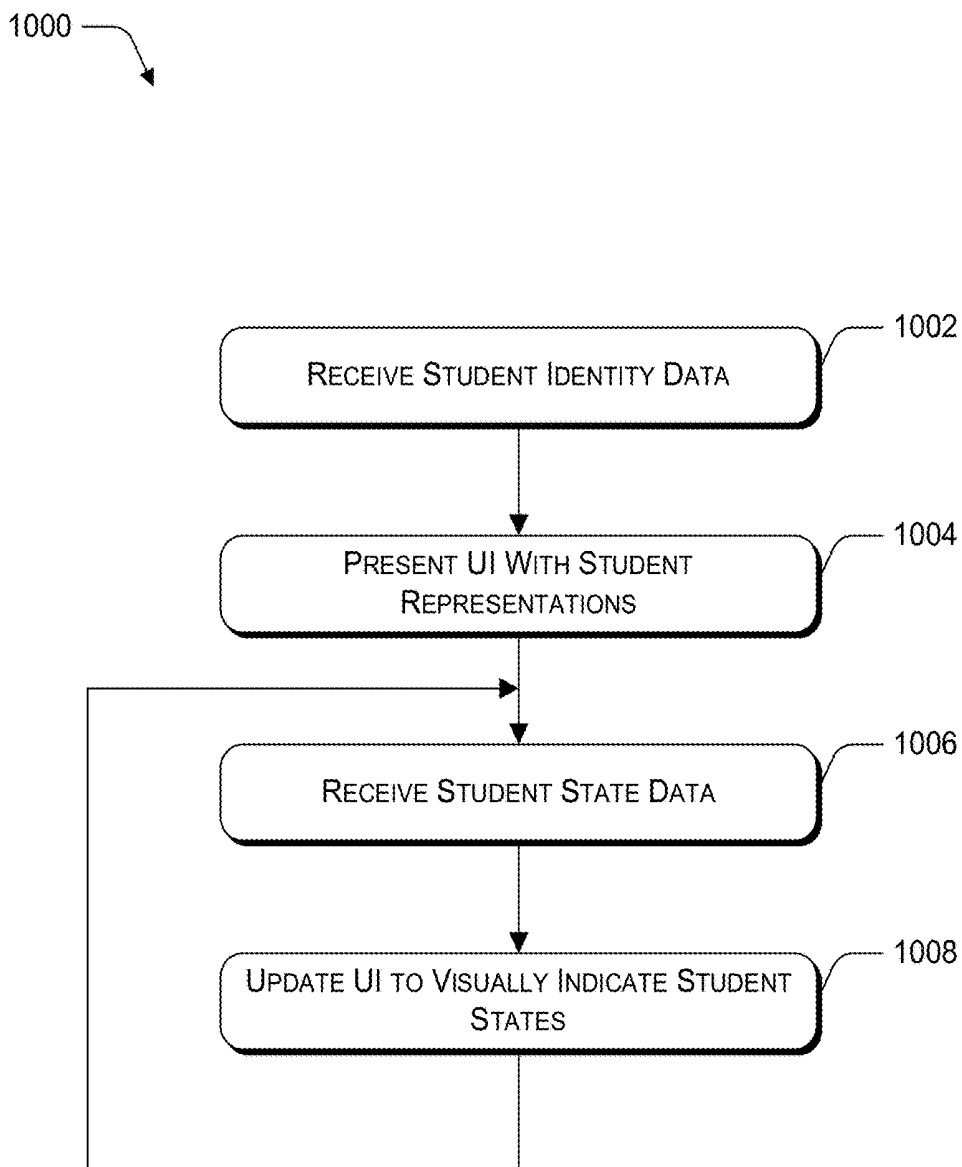 1000
1002
RECEIVE STUDENT IDENTITY DATA
1004
PRESENT UI WITH STUDENT
REPRESENTATIONS
1006
RECEIVE STUDENT STATE DATA
1008
UPDATE UI TO VISUALLY INDICATE STUDENT
STATES